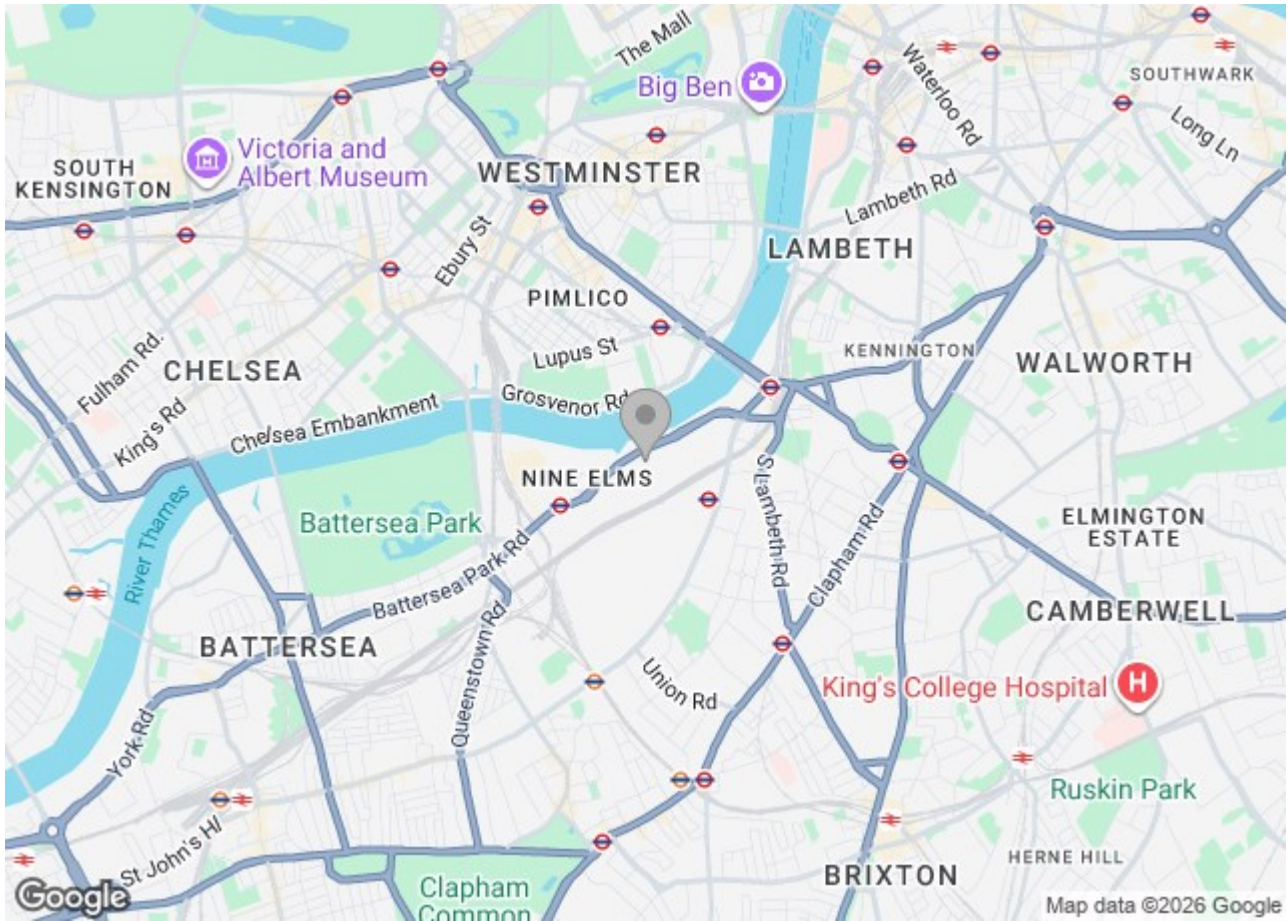 The Mall
Big Ben
Waterloo Rd
SOUTHWARK
Long Ln
SOUTH
KENSINGTON
Victoria and
Albert Museum
WESTMINSTER
Lambeth Rd
Ebury St
LAMBETH
PIMLICO
Lupus St
KENNINGTON
WALWORTH
Fulham Rd.
CHELSEA
King's Rd
Chelsea Embankment
Grosvenor Rd
NINE ELMS
S Lambeth Rd
Clapham Rd
Battersea Park
ELMINGTON
ESTATE
River Thames
Battersea Park Rd
CAMBERWELL
BATTERSEA
Queenstown Rd
Union Rd
King's College Hospital
H
York Rd
Ruskin Park
St John's Hl
HERNE HILL
BRIXTON
Clapham
Common
Google
Map data ©2026 Google